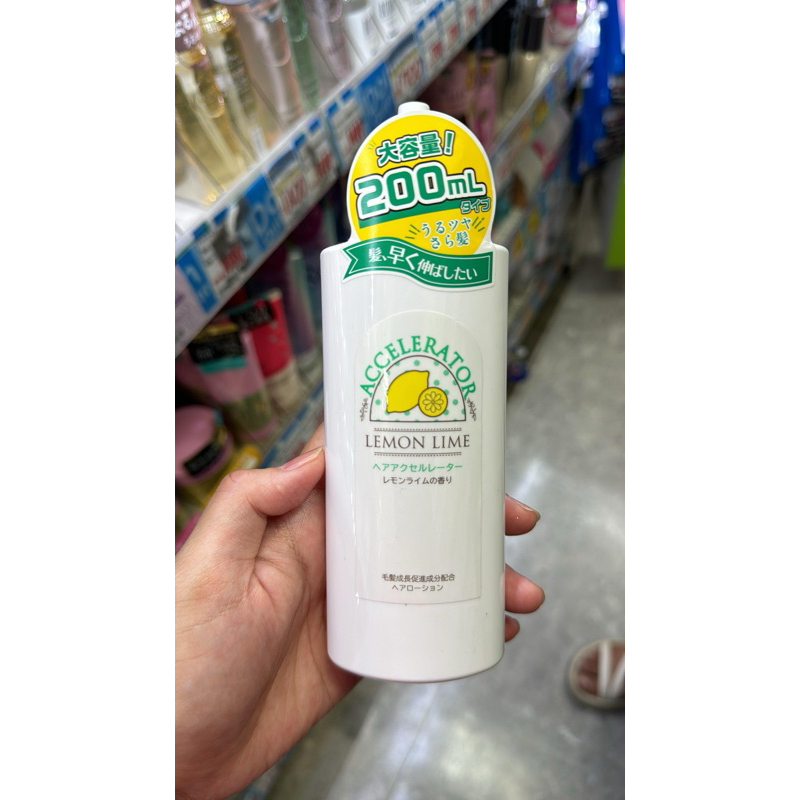 大容量！
200mL
タイプ
うるツヤ
さら髪
髪、早く伸ばしたい
ACCELERATOR
LEMON LIME
ヘアアクセルレーター
レモンライムの香り
毛髪成長促進成分配合
ヘアローション